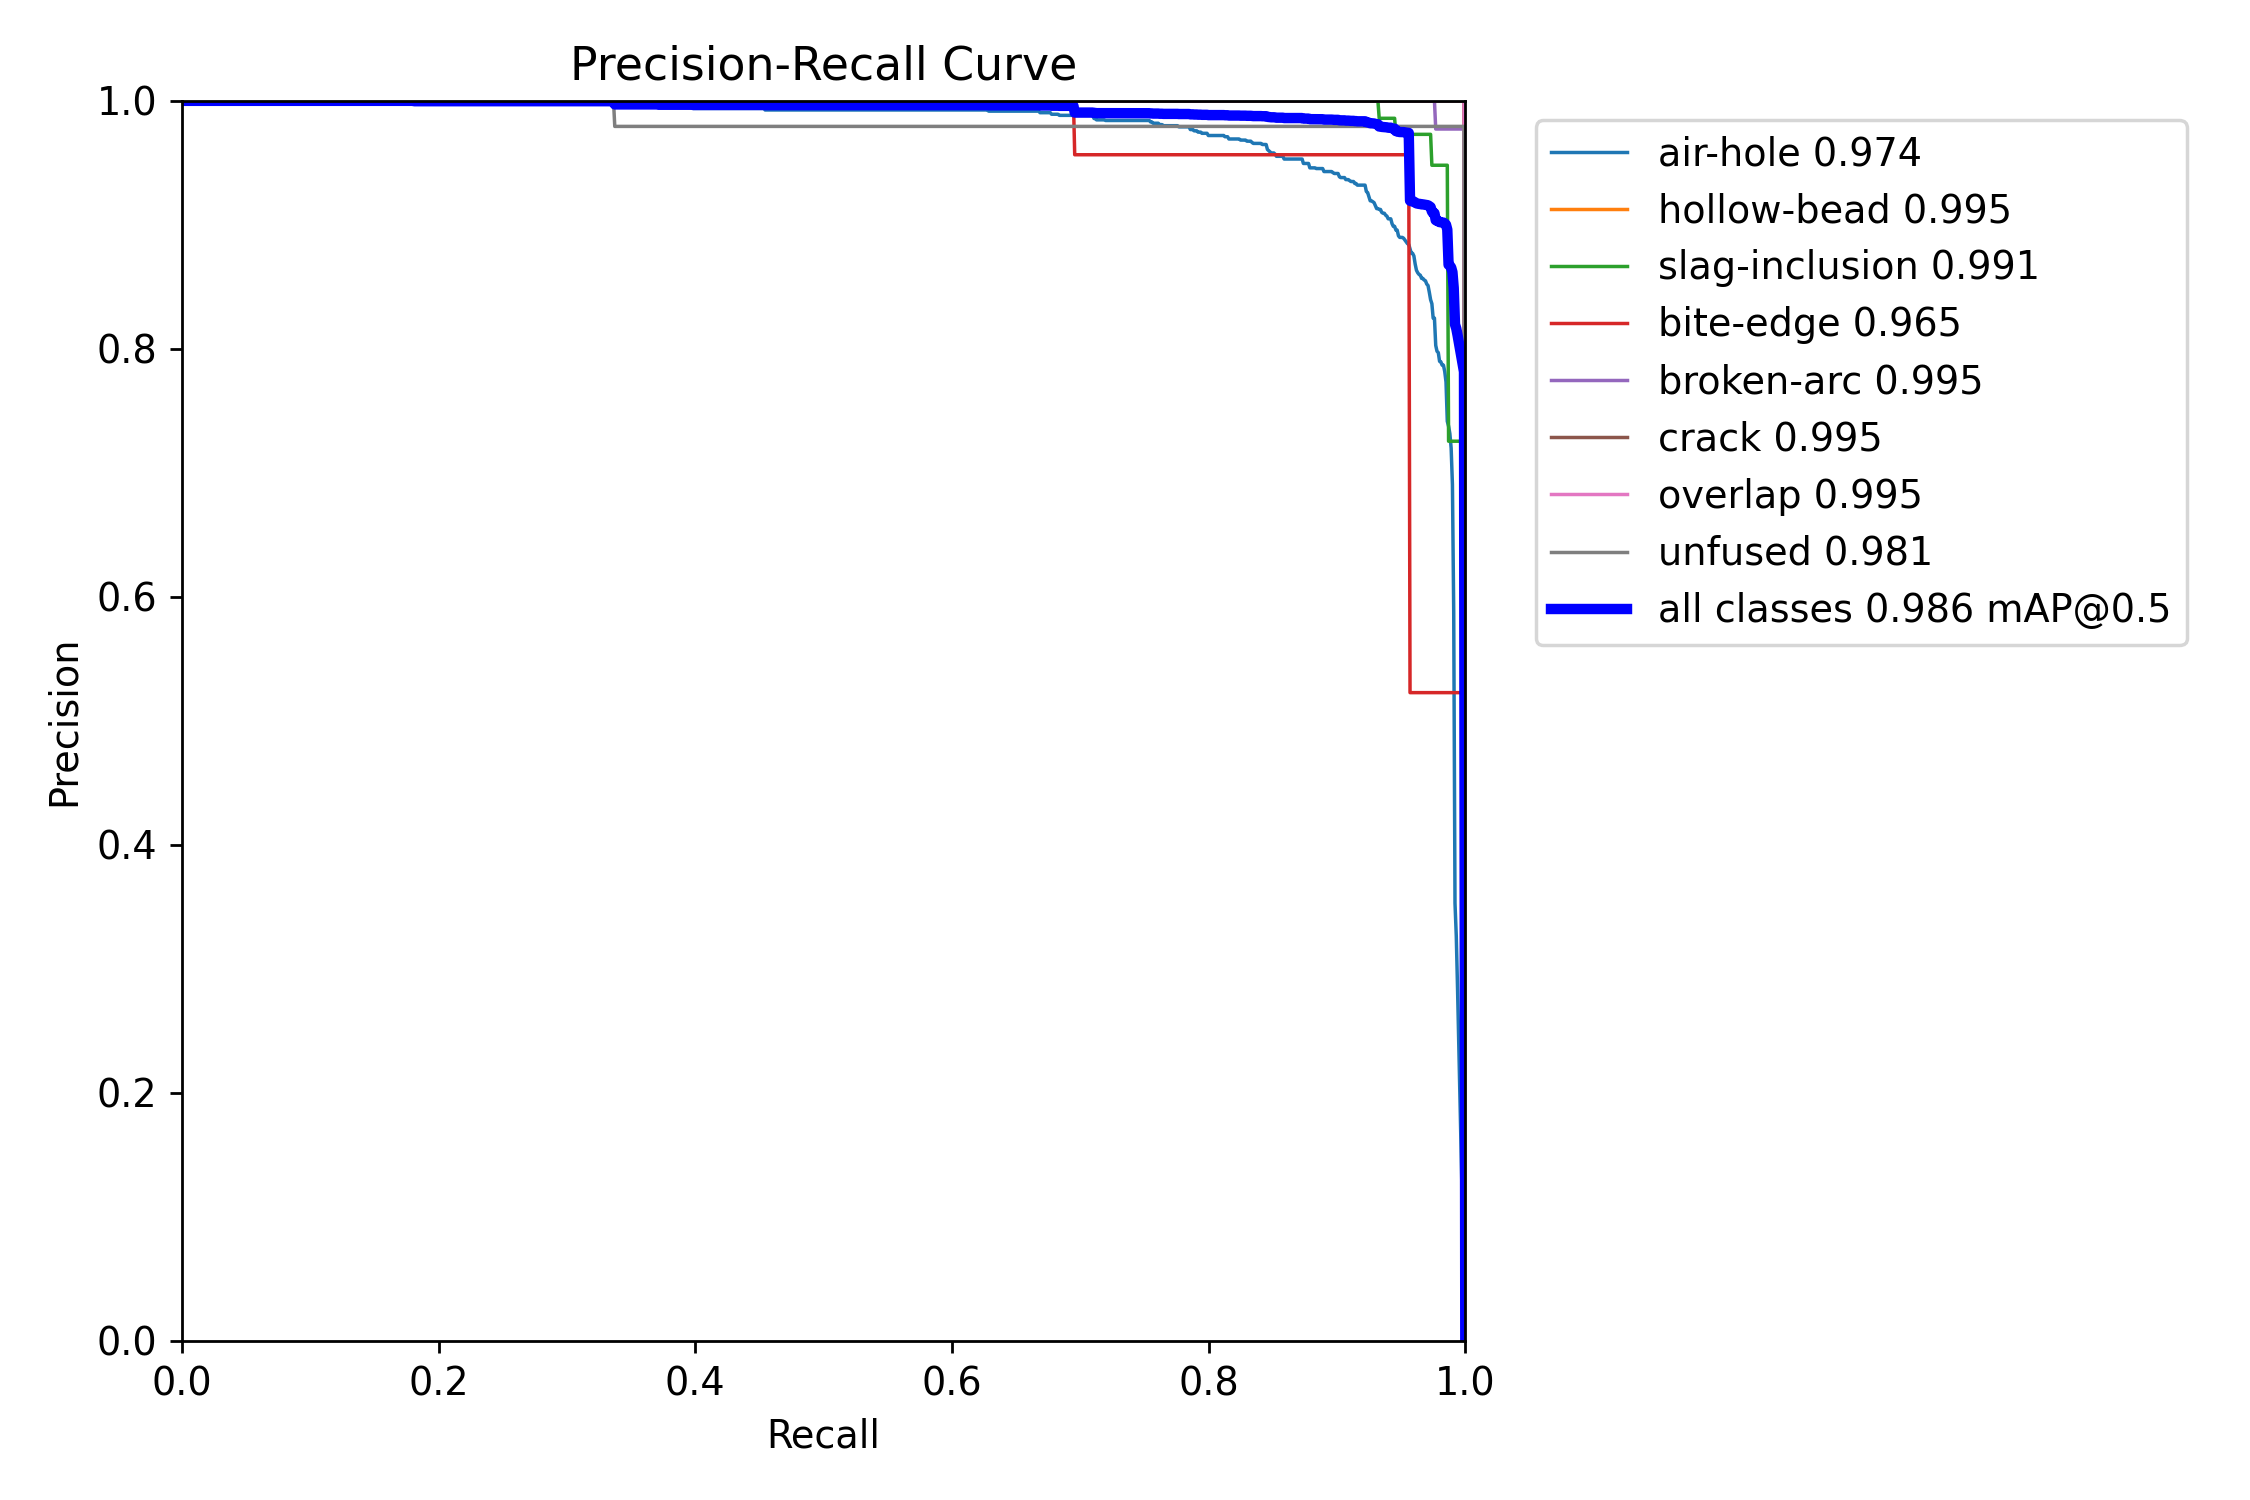 Precision-Recall Curve
1.0
0.8
0.6
0.4
0.2
0.0
Precision
0.0 0.2 0.4 0.6 0.8 1.0
Recall
air-hole 0.974
hollow-bead 0.995
slag-inclusion 0.991
bite-edge 0.965
broken-arc 0.995
crack 0.995
overlap 0.995
unfused 0.981
all classes 0.986 mAP@0.5